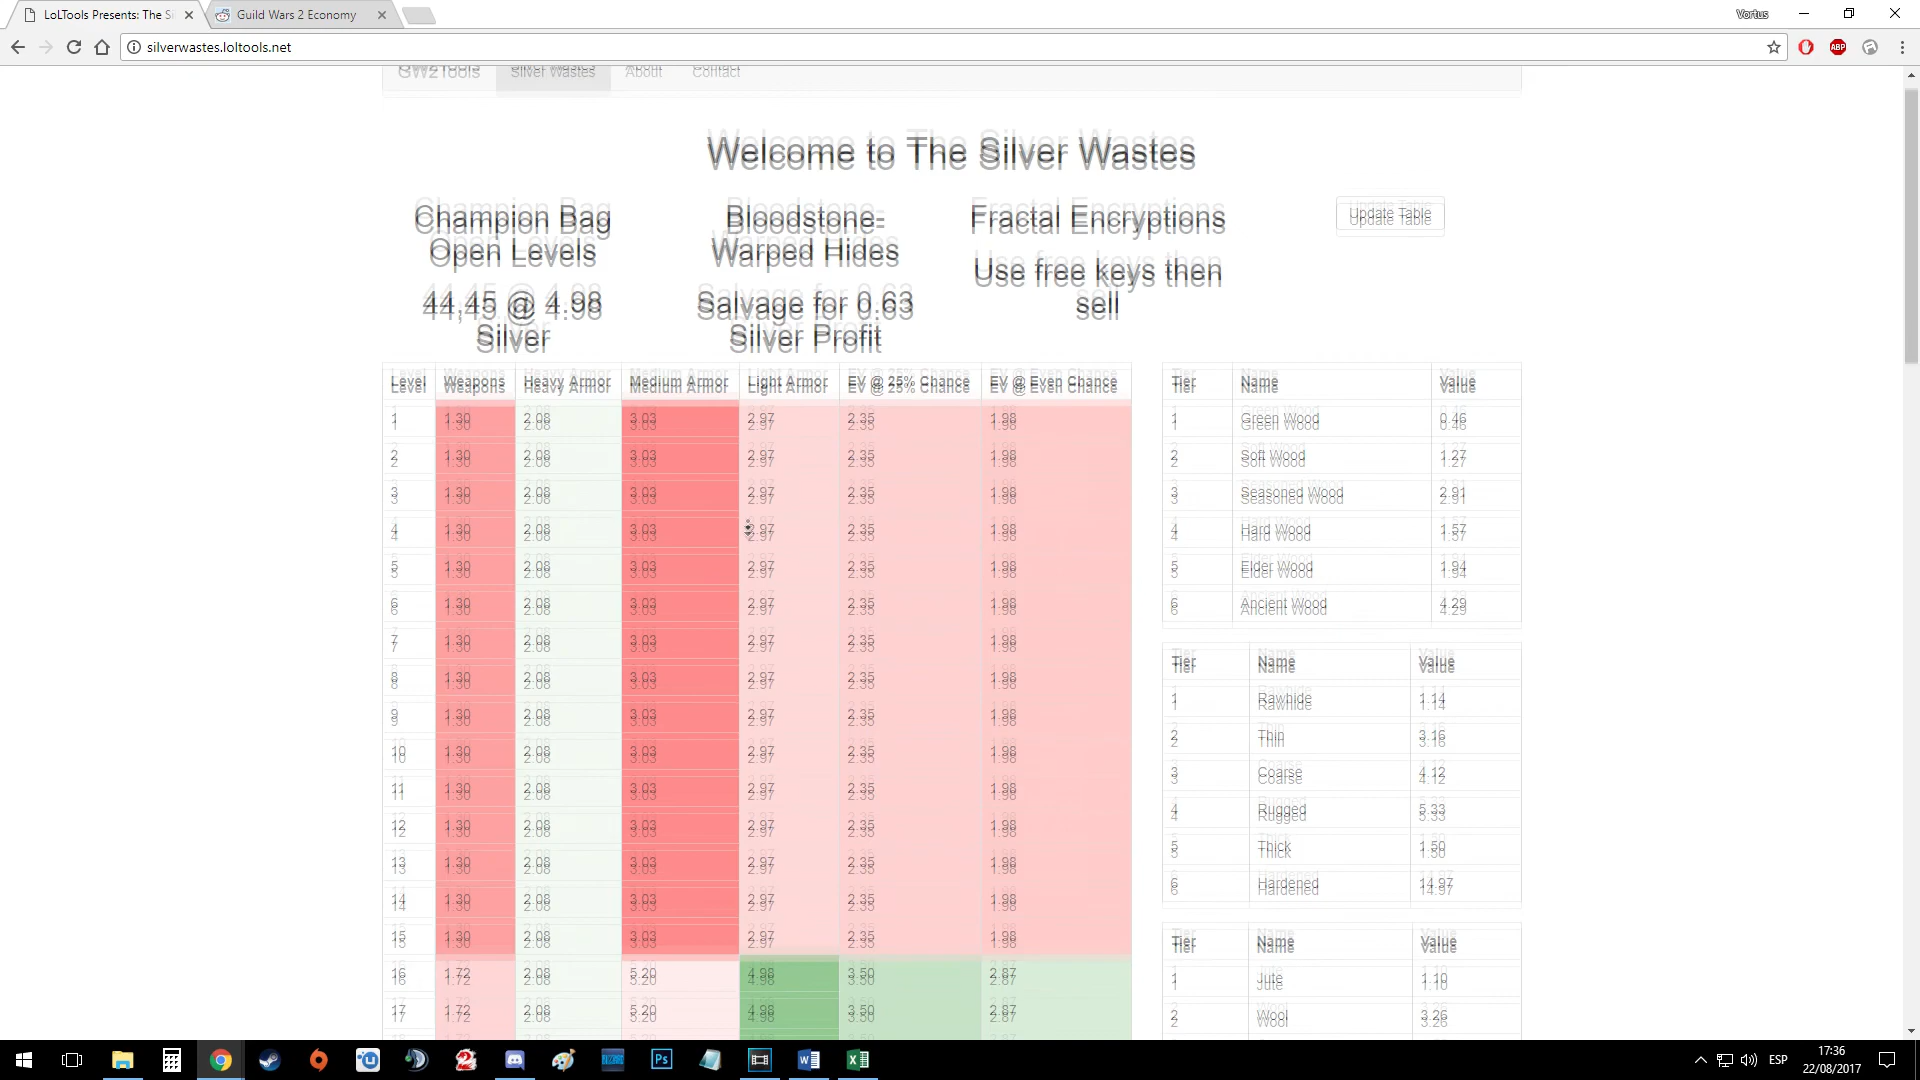 LoLTools Presents: The S
Guild Wars 2 Economy
Vortus
silverwastes.loltools.net
ABP
GW2Tools Silver Wastes About Contact
Welcome to The Silver Wastes
Champion Bag
Open Levels
44,45 @ 4.98
Silver
Bloodstone-
Warped Hides
Salvage for 0.63
Silver Profit
Fractal Encryptions
Use free keys then
sell
Update Table
Level Weapons Heavy Armor Medium Armor Light Armor EV @ 25% Chance EV @ Even Chance
1 1.30 2.08 3.03 2.97 2.35 1.98
2 1.30 2.08 3.03 2.97 2.35 1.98
3 1.30 2.08 3.03 2.97 2.35 1.98
4 1.30 2.08 3.03 2.97 2.35 1.98
5 1.30 2.08 3.03 2.97 2.35 1.98
6 1.30 2.08 3.03 2.97 2.35 1.98
7 1.30 2.08 3.03 2.97 2.35 1.98
8 1.30 2.08 3.03 2.97 2.35 1.98
9 1.30 2.08 3.03 2.97 2.35 1.98
10 1.30 2.08 3.03 2.97 2.35 1.98
11 1.30 2.08 3.03 2.97 2.35 1.98
12 1.30 2.08 3.03 2.97 2.35 1.98
13 1.30 2.08 3.03 2.97 2.35 1.98
14 1.30 2.08 3.03 2.97 2.35 1.98
15 1.30 2.08 3.03 2.97 2.35 1.98
16 1.72 2.08 5.20 4.98 3.50 2.87
17 1.72 2.08 5.20 4.98 3.50 2.87
Tier Name Value
1 Green Wood 0.46
2 Soft Wood 1.27
3 Seasoned Wood 2.91
4 Hard Wood 1.57
5 Elder Wood 1.94
6 Ancient Wood 4.29
Tier Name Value
1 Rawhide 1.14
2 Thin 3.16
3 Coarse 4.12
4 Rugged 5.33
5 Thick 1.50
6 Hardened 14.97
Tier Name Value
1 Jute 1.10
2 Wool 3.26
Ps
ESP
17:36
22/08/2017